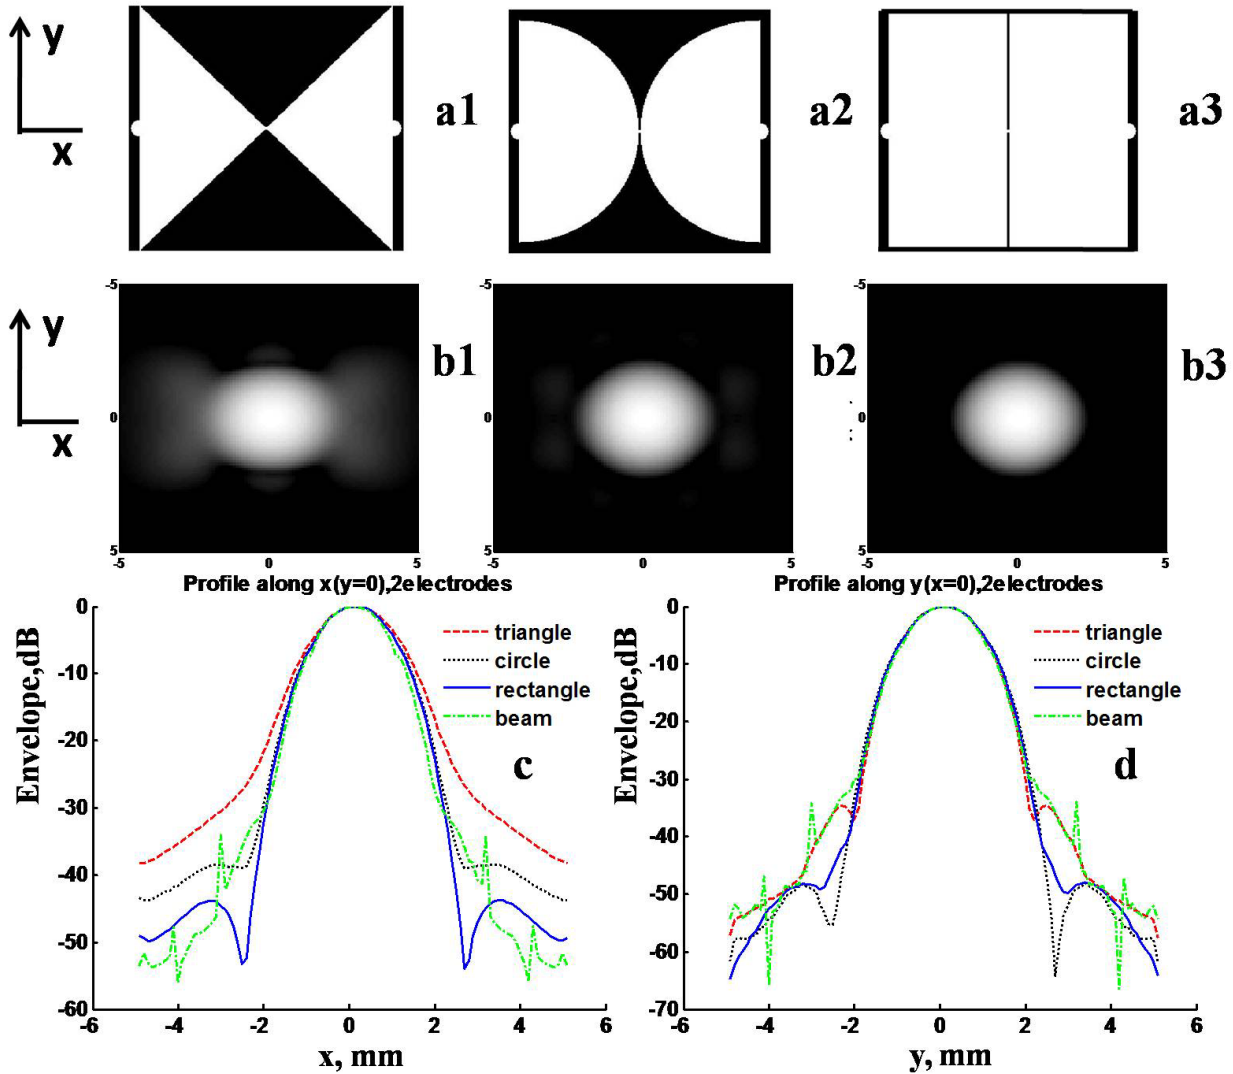 y
x
a1
a2
a3
y
x
-5
0
5
-5
0
5
b1
-5
0
5
-5
0
5
b2
-5
0
5
-5
0
5
b3
Profile along x(y=0),2electrodes
Envelope,dB
0
-10
-20
-30
-40
-50
-60
-6
-4
-2
0
2
4
6
x, mm
triangle
circle
rectangle
beam
c
Profile along y(x=0),2electrodes
Envelope,dB
0
-10
-20
-30
-40
-50
-60
-70
-6
-4
-2
0
2
4
6
y, mm
triangle
circle
rectangle
beam
d